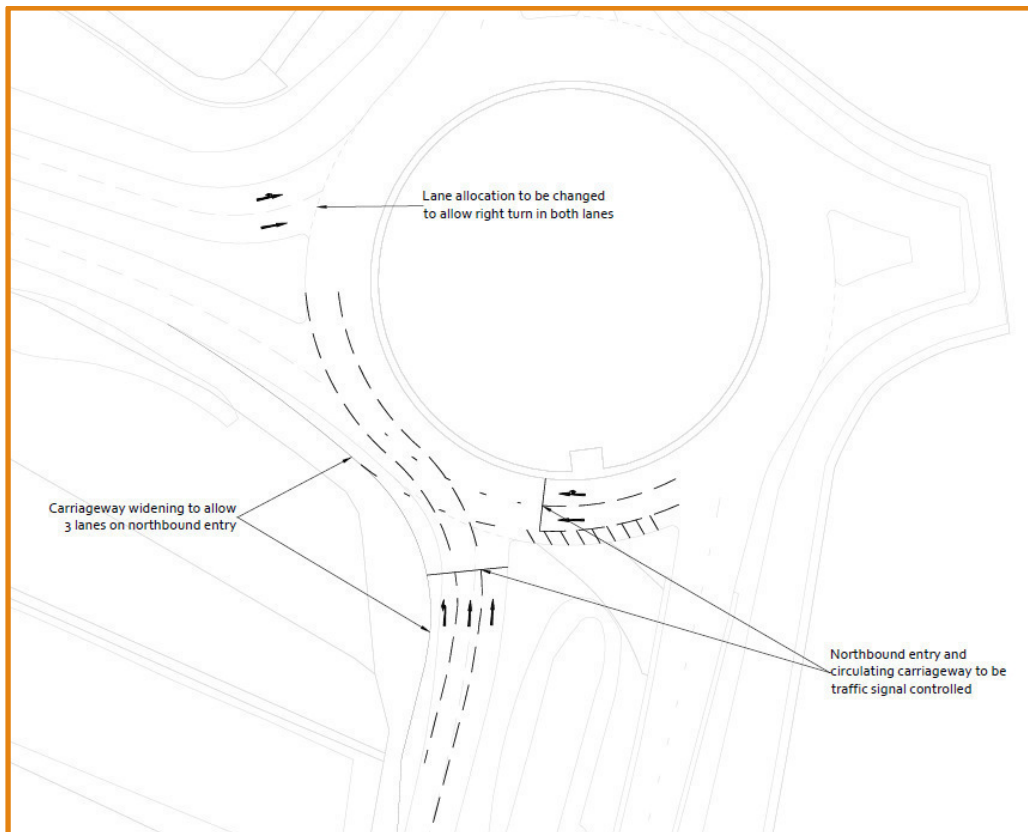 Lane allocation to be changed
to allow right turn in both lanes
Carriageway widening to allow
3 lanes on northbound entry
Northbound entry and
circulating carriageway to be
traffic signal controlled